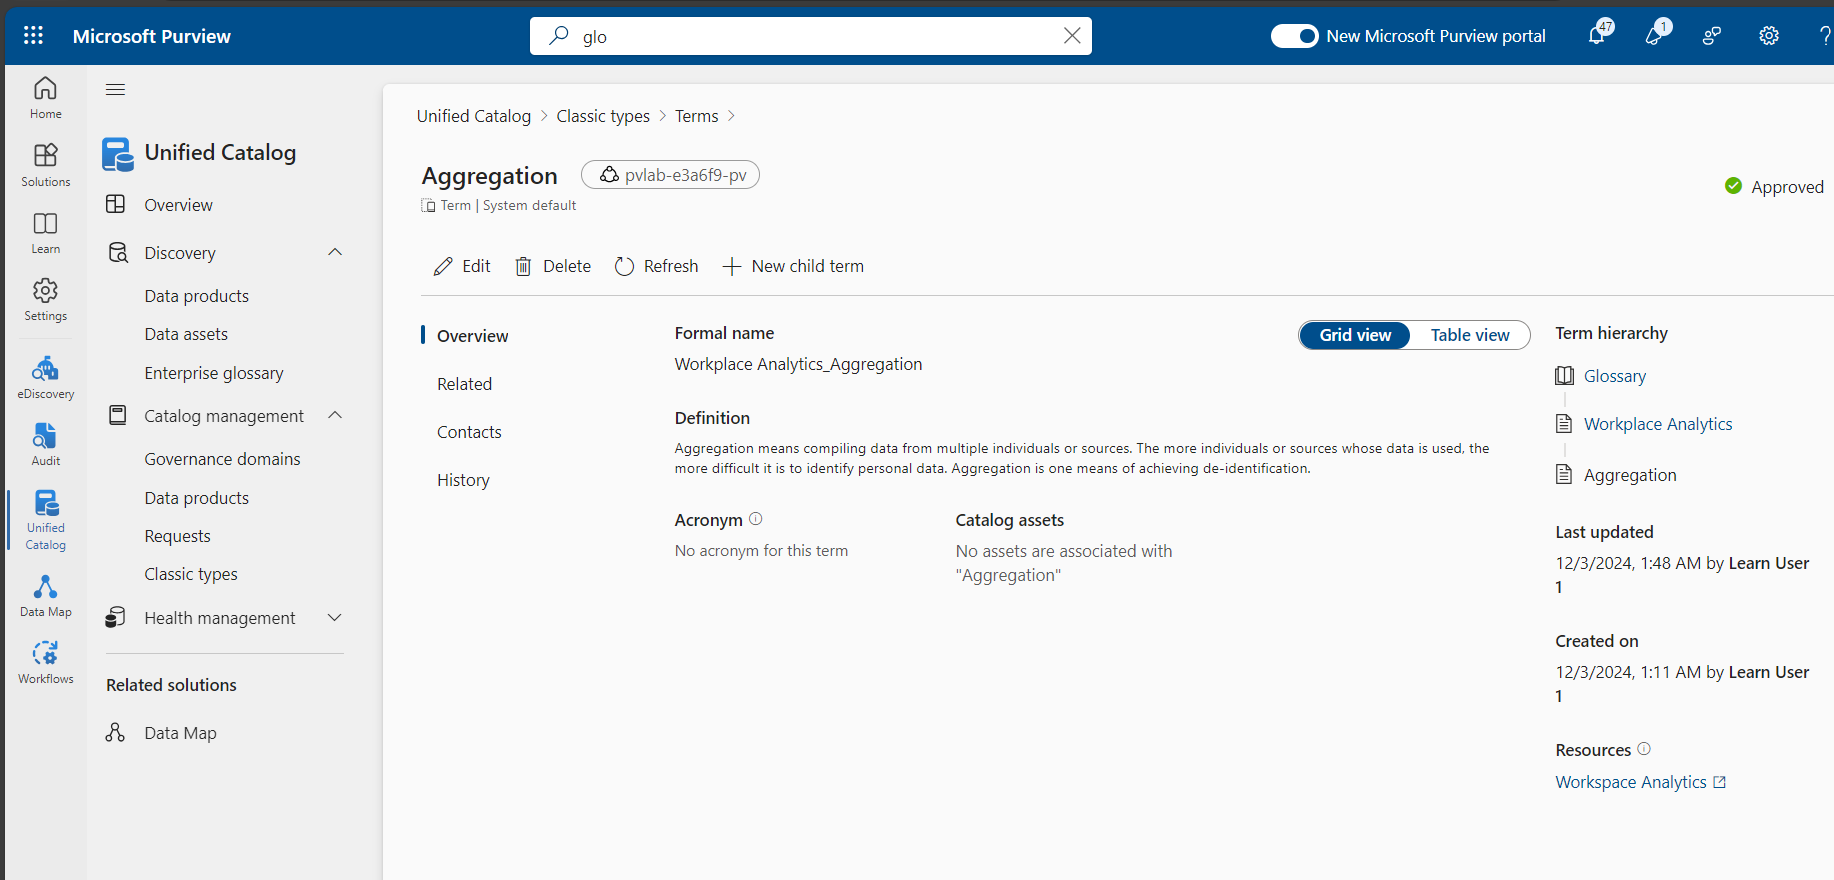 Microsoft Purview
glo
New Microsoft Purview portal
47
1
?
Home
Solutions
Learn
Settings
eDiscovery
Audit
Unified
Catalog
Data Map
Workflows
Unified Catalog
Overview
Discovery
Data products
Data assets
Enterprise glossary
Catalog management
Governance domains
Data products
Requests
Classic types
Health management
Related solutions
Data Map
Unified Catalog > Classic types > Terms >
Aggregation
pvlab-e3a6f9-pv
Term | System default
Approved
Edit
Delete
Refresh
New child term
Overview
Related
Contacts
History
Formal name
Workplace Analytics_Aggregation
Grid view
Table view
Definition
Aggregation means compiling data from multiple individuals or sources. The more individuals or sources whose data is used, the
more difficult it is to identify personal data. Aggregation is one means of achieving de-identification.
Acronym
No acronym for this term
Catalog assets
No assets are associated with
"Aggregation"
Term hierarchy
Glossary
Workplace Analytics
Aggregation
Last updated
12/3/2024, 1:48 AM by Learn User
1
Created on
12/3/2024, 1:11 AM by Learn User
1
Resources
Workspace Analytics